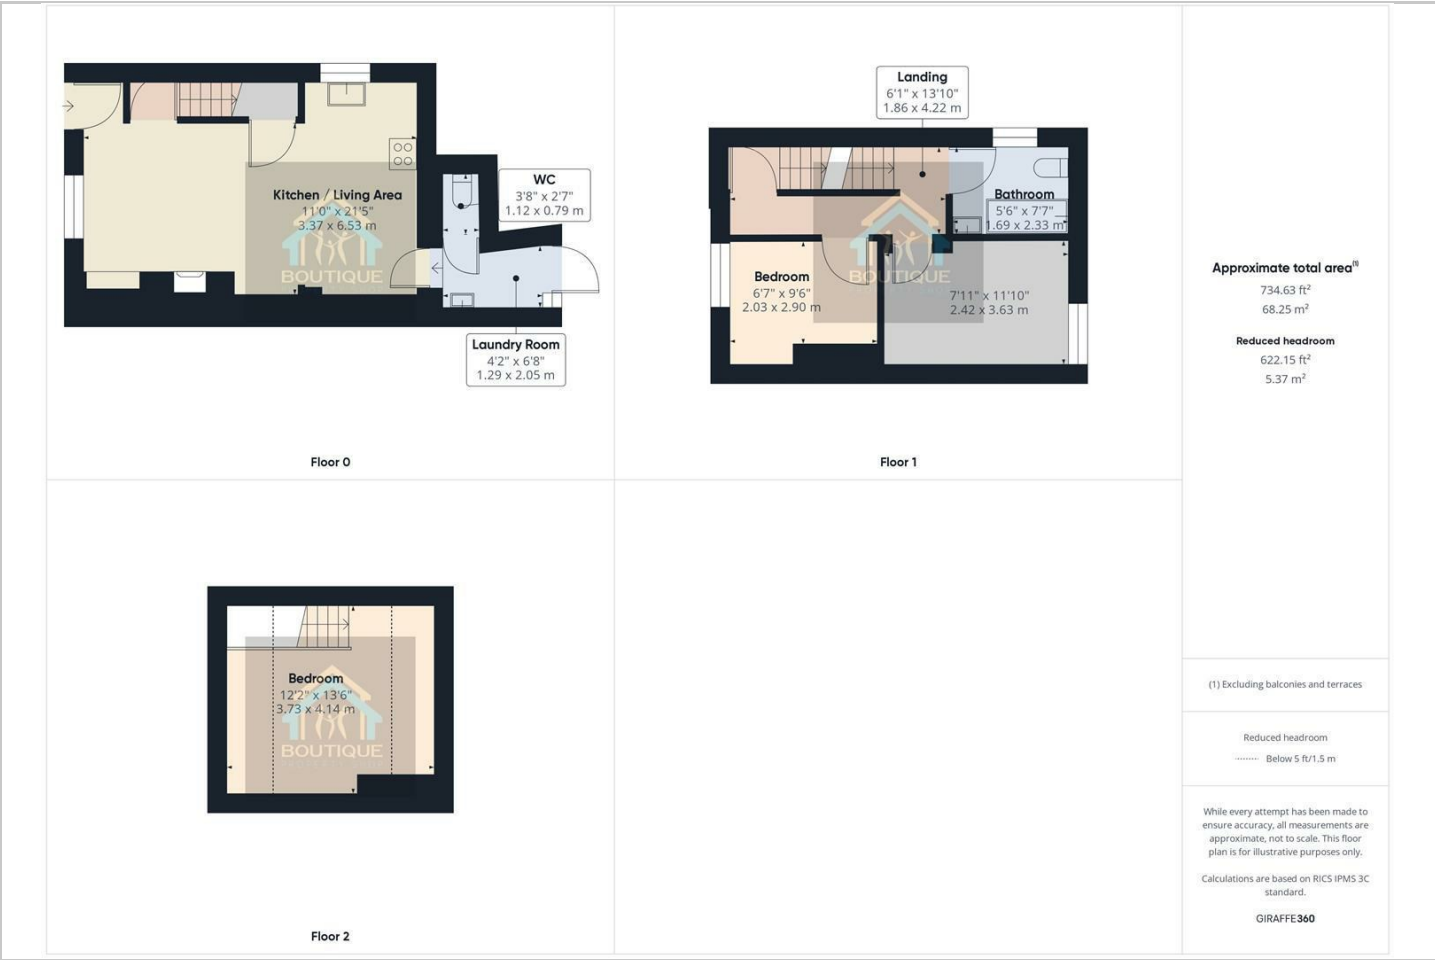 Kitchen / Living Area
11'0" x 21'5"
3.37 x 6.53 m
BOUTIQUE
WC
3'8" x 2'7"
1.12 x 0.79 m
Laundry Room
4'2" x 6'8"
1.29 x 2.05 m
Floor 0
Landing
6'1" x 13'10"
1.86 x 4.22 m
Bathroom
5'6" x 7'7"
1.69 x 2.33 m
Bedroom
6'7" x 9'6"
2.03 x 2.90 m
BOUTIQUE
7'11" x 11'10"
2.42 x 3.63 m
Floor 1
Bedroom
12'2" x 13'6"
3.73 x 4.14 m
BOUTIQUE
Floor 2
Approximate total area(1)
734.63 ft²
68.25 m²
Reduced headroom
622.15 ft²
5.37 m²
(1) Excluding balconies and terraces
Reduced headroom
Below 5 ft/1.5 m
While every attempt has been made to
ensure accuracy, all measurements are
approximate, not to scale. This floor
plan is for illustrative purposes only.
Calculations are based on RICS IPMS 3C
standard.
GIRAFFE360